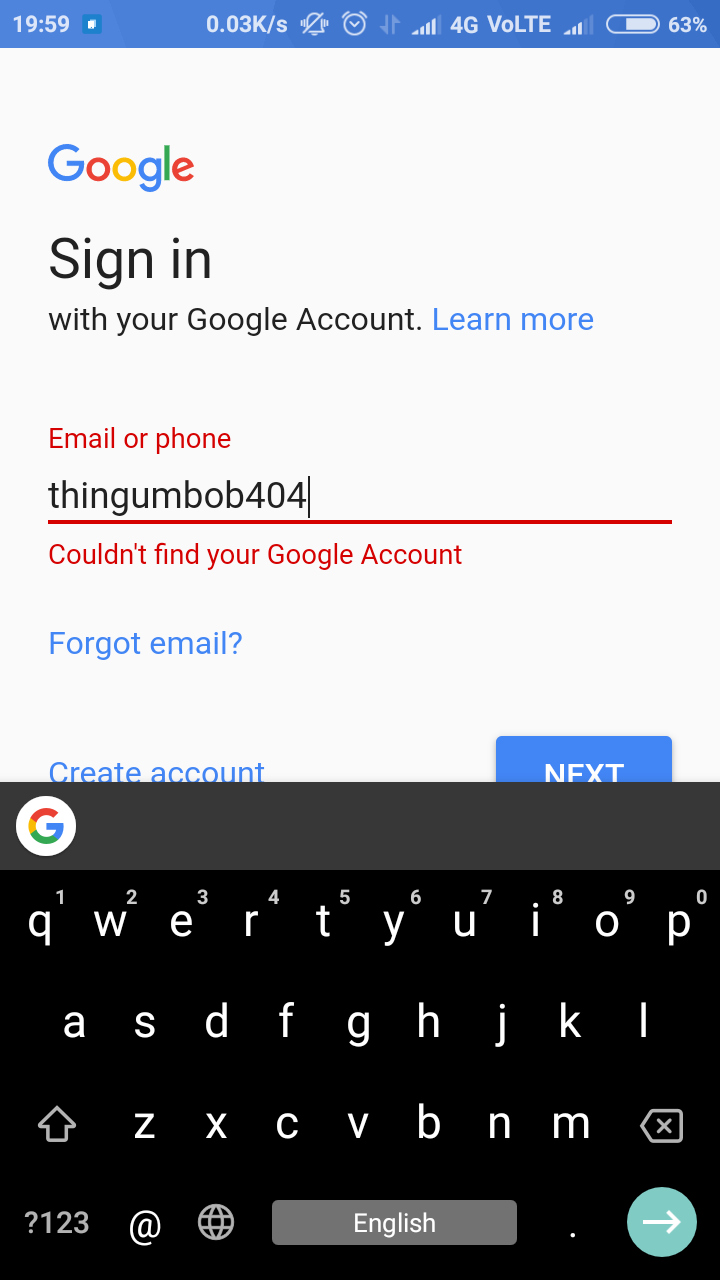 19:59 0.03K/s 4G VoLTE 63%
Google
Sign in
with your Google Account. Learn more
Email or phone
thingumbob404
Couldn't find your Google Account
Forgot email?
Create account NEXT
G
1 2 3 4 5 6 7 8 9 0
q w e r t y u i o p
a s d f g h j k l
z x c v b n m
?123 @ English .